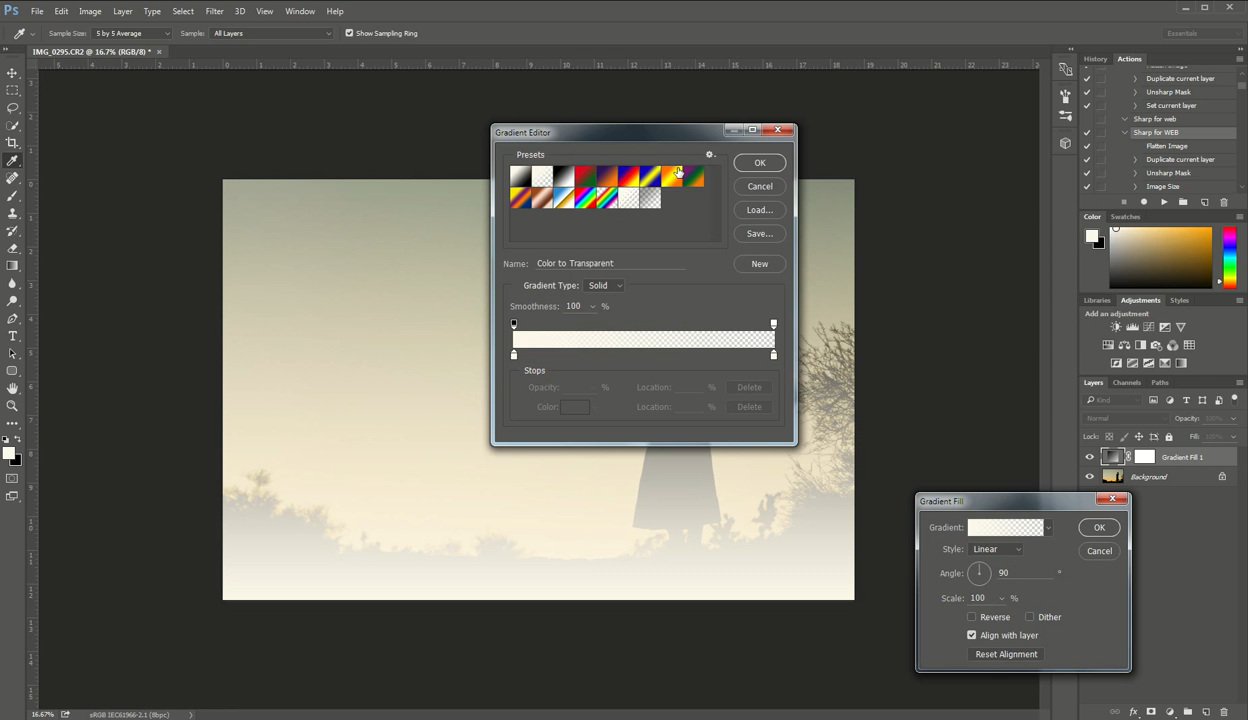 Ps File Edit Image Layer Type Select Filter 3D View Window Help
Sample Size: 5 by 5 Average Sample: All Layers Show Sampling Ring Essentials
IMG_0295.CR2 @ 16.7% (RGB/8) * ×
History Actions
Duplicate current layer
Unsharp Mask
Set current layer
Sharp for web
Sharp for WEB
Flatten Image
Duplicate current layer
Unsharp Mask
Image Size
Color Swatches
Libraries Adjustments Styles
Add an adjustment
Layers Channels Paths
Kind
Normal Opacity: 100%
Lock: Fill: 100%
Gradient Fill 1
Background
Gradient Editor
Presets
OK
Cancel
Load...
Save...
Name: Color to Transparent New
Gradient Type: Solid
Smoothness: 100 %
Stops
Opacity: % Location: % Delete
Color: Location: % Delete
Gradient Fill
Gradient: OK
Style: Linear Cancel
Angle: 90 °
Scale: 100 %
Reverse Dither
Align with layer
Reset Alignment
16.67% sRGB IEC61966-2.1 (8bpc)